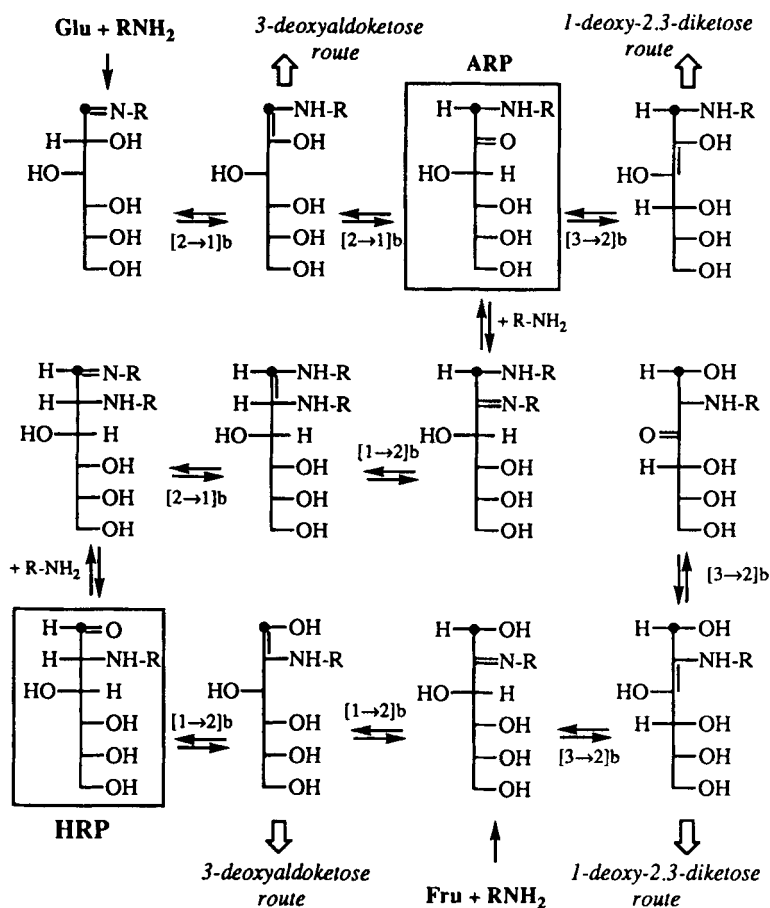 Glu + RNH₂
3-deoxyaldoketose
route
ARP
1-deoxy-2.3-diketose
route
N-R
H OH
HO
OH
OH
OH
[2→1]b
NH-R
OH
HO
OH
OH
OH
[2→1]b
H NH-R
O
HO H
OH
OH
OH
[3→2]b
H NH-R
OH
HO
H OH
OH
OH
+ R-NH₂
H N-R
H NH-R
HO H
OH
OH
OH
[2→1]b
H NH-R
H NH-R
HO H
OH
OH
OH
[1→2]b
H NH-R
N-R
HO H
OH
OH
OH
H OH
NH-R
O
H OH
OH
OH
+ R-NH₂
[3→2]b
H O
H NH-R
HO H
OH
OH
OH
HRP
[1→2]b
OH
NH-R
HO
OH
OH
OH
[1→2]b
H OH
N-R
HO H
OH
OH
OH
[3→2]b
H OH
NH-R
HO
H OH
OH
OH
3-deoxyaldoketose
route
Fru + RNH₂
1-deoxy-2.3-diketose
route